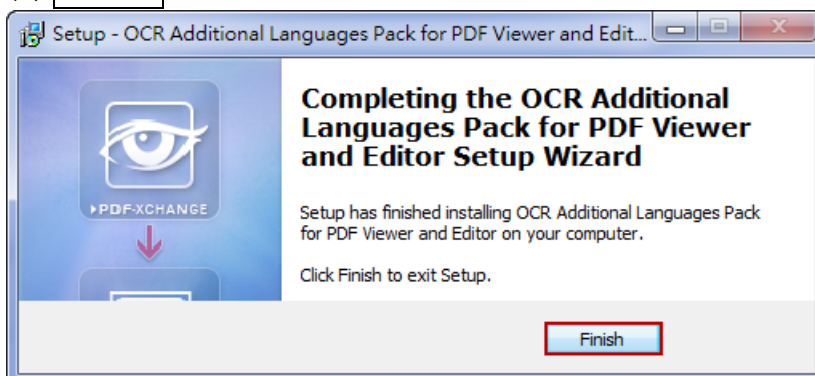 Setup - OCR Additional Languages Pack for PDF Viewer and Edit...
Completing the OCR Additional
Languages Pack for PDF Viewer
and Editor Setup Wizard
PDF-XCHANGE
Setup has finished installing OCR Additional Languages Pack
for PDF Viewer and Editor on your computer.
Click Finish to exit Setup.
Finish